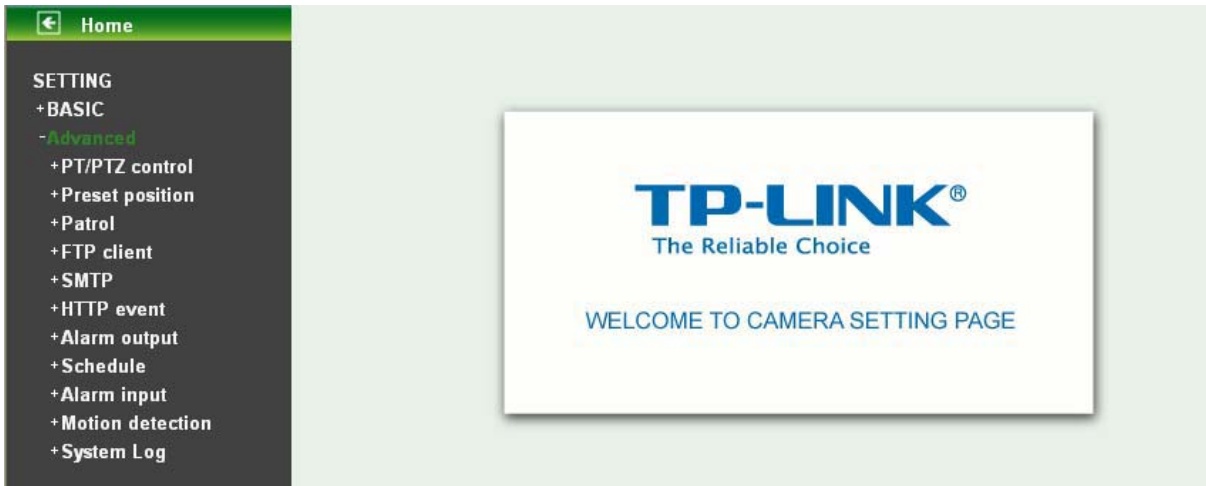 Home
SETTING
+BASIC
-Advanced
+PT/PTZ control
+Preset position
+Patrol
+FTP client
+SMTP
+HTTP event
+Alarm output
+Schedule
+Alarm input
+Motion detection
+System Log
TP-LINK®
The Reliable Choice
WELCOME TO CAMERA SETTING PAGE